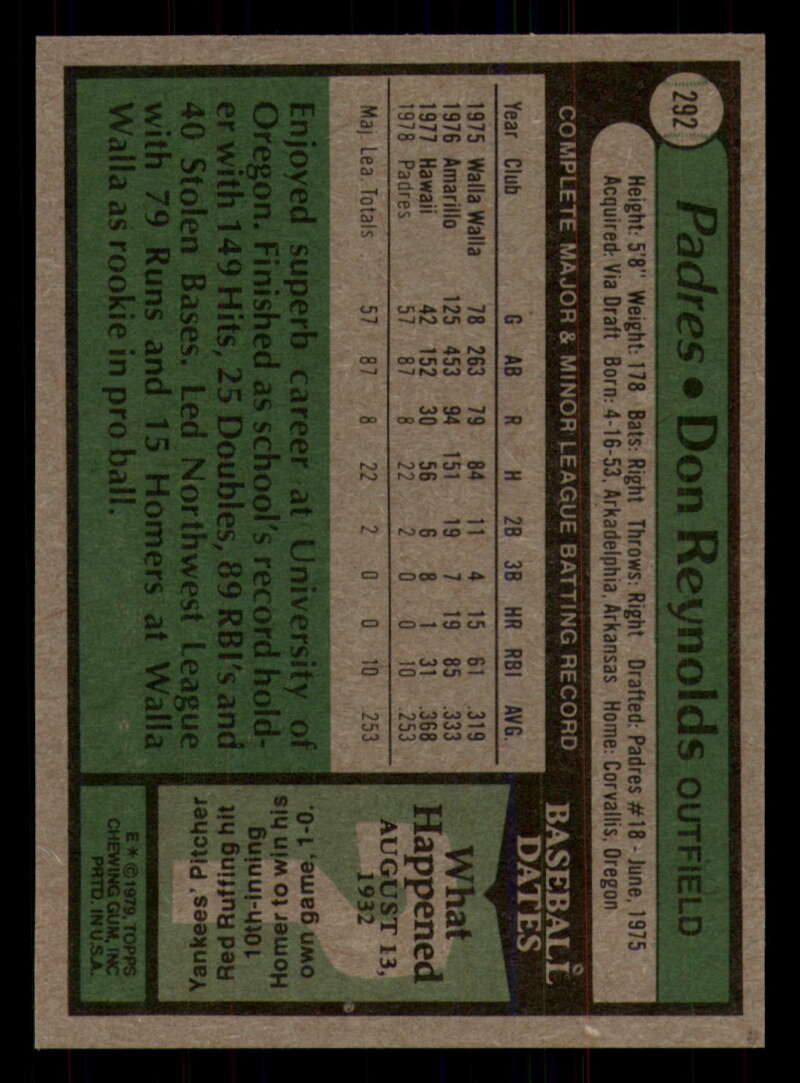 292
Padres • Don Reynolds OUTFIELD
Height: 5'8" Weight: 178 Bats: Right Throws: Right Drafted: Padres #18 - June, 1975
Acquired: Via Draft Born: 4-16-53, Arkadelphia, Arkansas Home: Corvallis, Oregon
COMPLETE MAJOR & MINOR LEAGUE BATTING RECORD
Year Club G AB R H 2B 3B HR RBI AVG.
1975 Walla Walla 78 263 79 84 11 4 15 61 .319
1976 Amarillo 125 453 94 151 19 7 19 85 .333
1977 Hawaii 42 152 30 56 6 8 1 31 .368
1978 Padres 57 87 8 22 2 0 0 10 .253
Maj. Lea. Totals 57 87 8 22 2 0 0 10 .253
Enjoyed superb career at University of
Oregon. Finished as school's record hold-
er with 149 Hits, 25 Doubles, 89 RBI's and
40 Stolen Bases. Led Northwest League
with 79 Runs and 15 Homers at Walla
Walla as rookie in pro ball.
BASEBALL
DATES
What
Happened
AUGUST 13,
1932
Yankees' Pitcher
Red Ruffing hit
10th-inning
Homer to win his
own game, 1-0.
E* © 1979, TOPPS
CHEWING GUM, INC
PRTD. IN U.S.A.